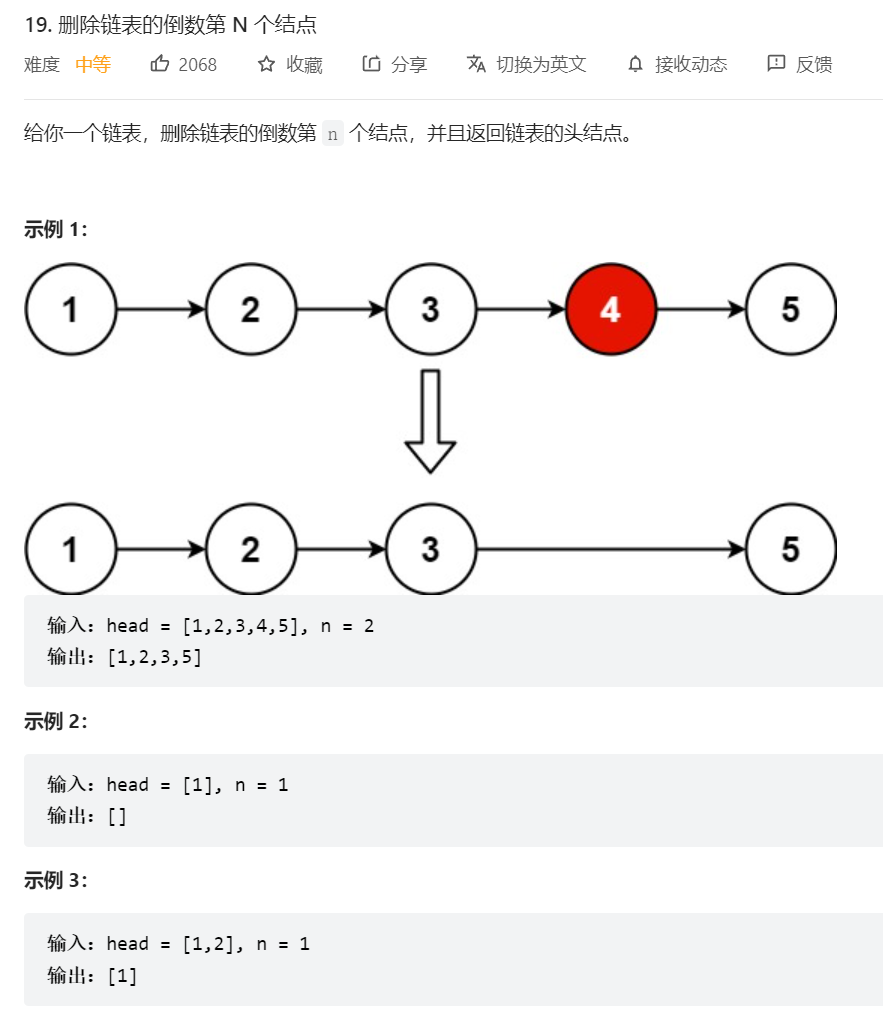 19. 删除链表的倒数第 N 个结点
难度 中等 2068 收藏 分享 切换为英文 接收动态 反馈
给你一个链表，删除链表的倒数第 n 个结点，并且返回链表的头结点。
示例 1：
1 2 3 4 5
1 2 3 5
输入：head = [1,2,3,4,5], n = 2
输出：[1,2,3,5]
示例 2：
输入：head = [1], n = 1
输出：[]
示例 3：
输入：head = [1,2], n = 1
输出：[1]